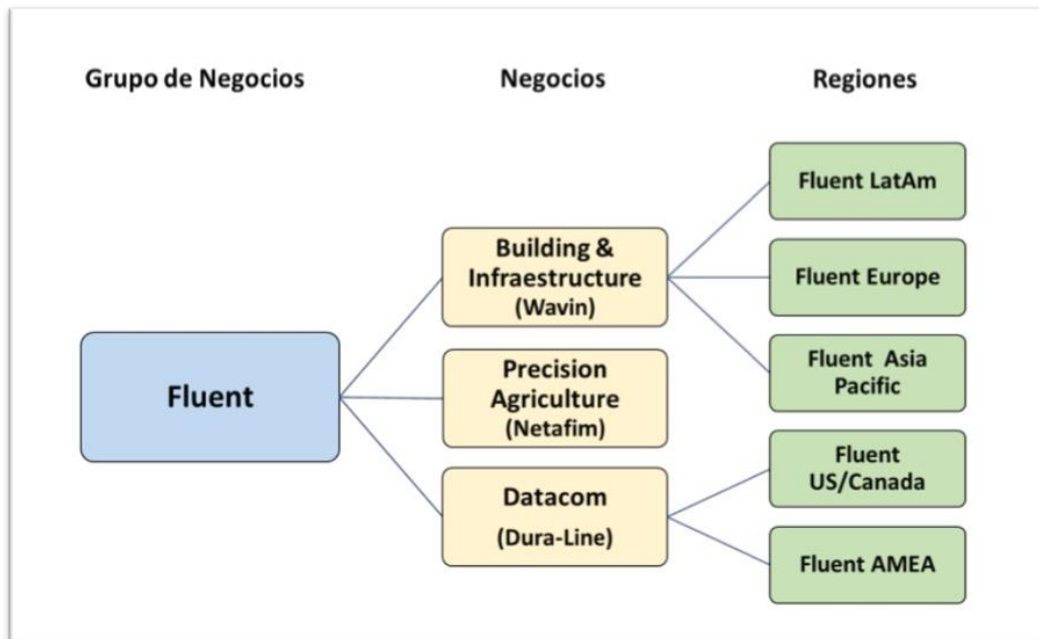 Grupo de Negocios
Negocios
Regiones
Fluent
Building &
Infraestructure
(Wavin)
Precision
Agriculture
(Netafim)
Datacom
(Dura-Line)
Fluent LatAm
Fluent Europe
Fluent Asia
Pacific
Fluent
US/Canada
Fluent AMEA